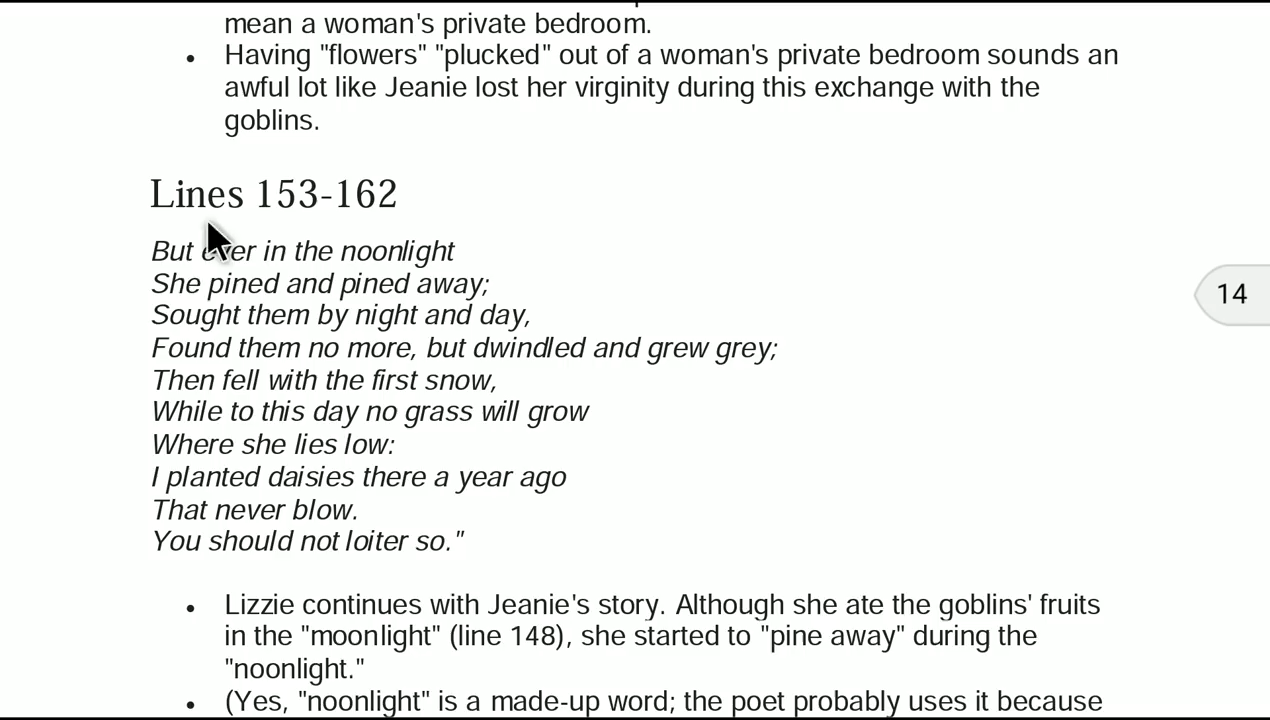 mean a woman's private bedroom.
• Having "flowers" "plucked" out of a woman's private bedroom sounds an
awful lot like Jeanie lost her virginity during this exchange with the
goblins.
Lines 153-162
But ever in the noonlight
She pined and pined away;
Sought them by night and day,
Found them no more, but dwindled and grew grey;
Then fell with the first snow,
While to this day no grass will grow
Where she lies low:
I planted daisies there a year ago
That never blow.
You should not loiter so."
• Lizzie continues with Jeanie's story. Although she ate the goblins' fruits
in the "moonlight" (line 148), she started to "pine away" during the
"noonlight."
• (Yes, "noonlight" is a made-up word; the poet probably uses it because
14